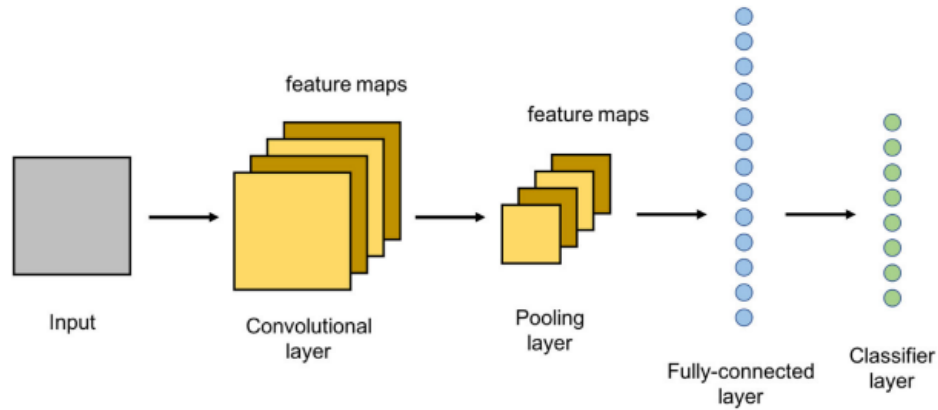 feature maps
feature maps
Input
Convolutional
layer
Pooling
layer
Fully-connected
layer
Classifier
layer